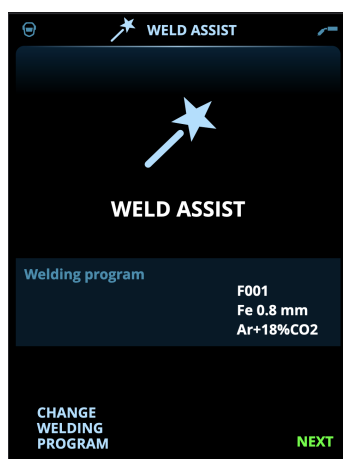 WELD ASSIST
WELD ASSIST
Welding program
F001
Fe 0.8 mm
Ar+18%CO2
CHANGE
WELDING
PROGRAM
NEXT